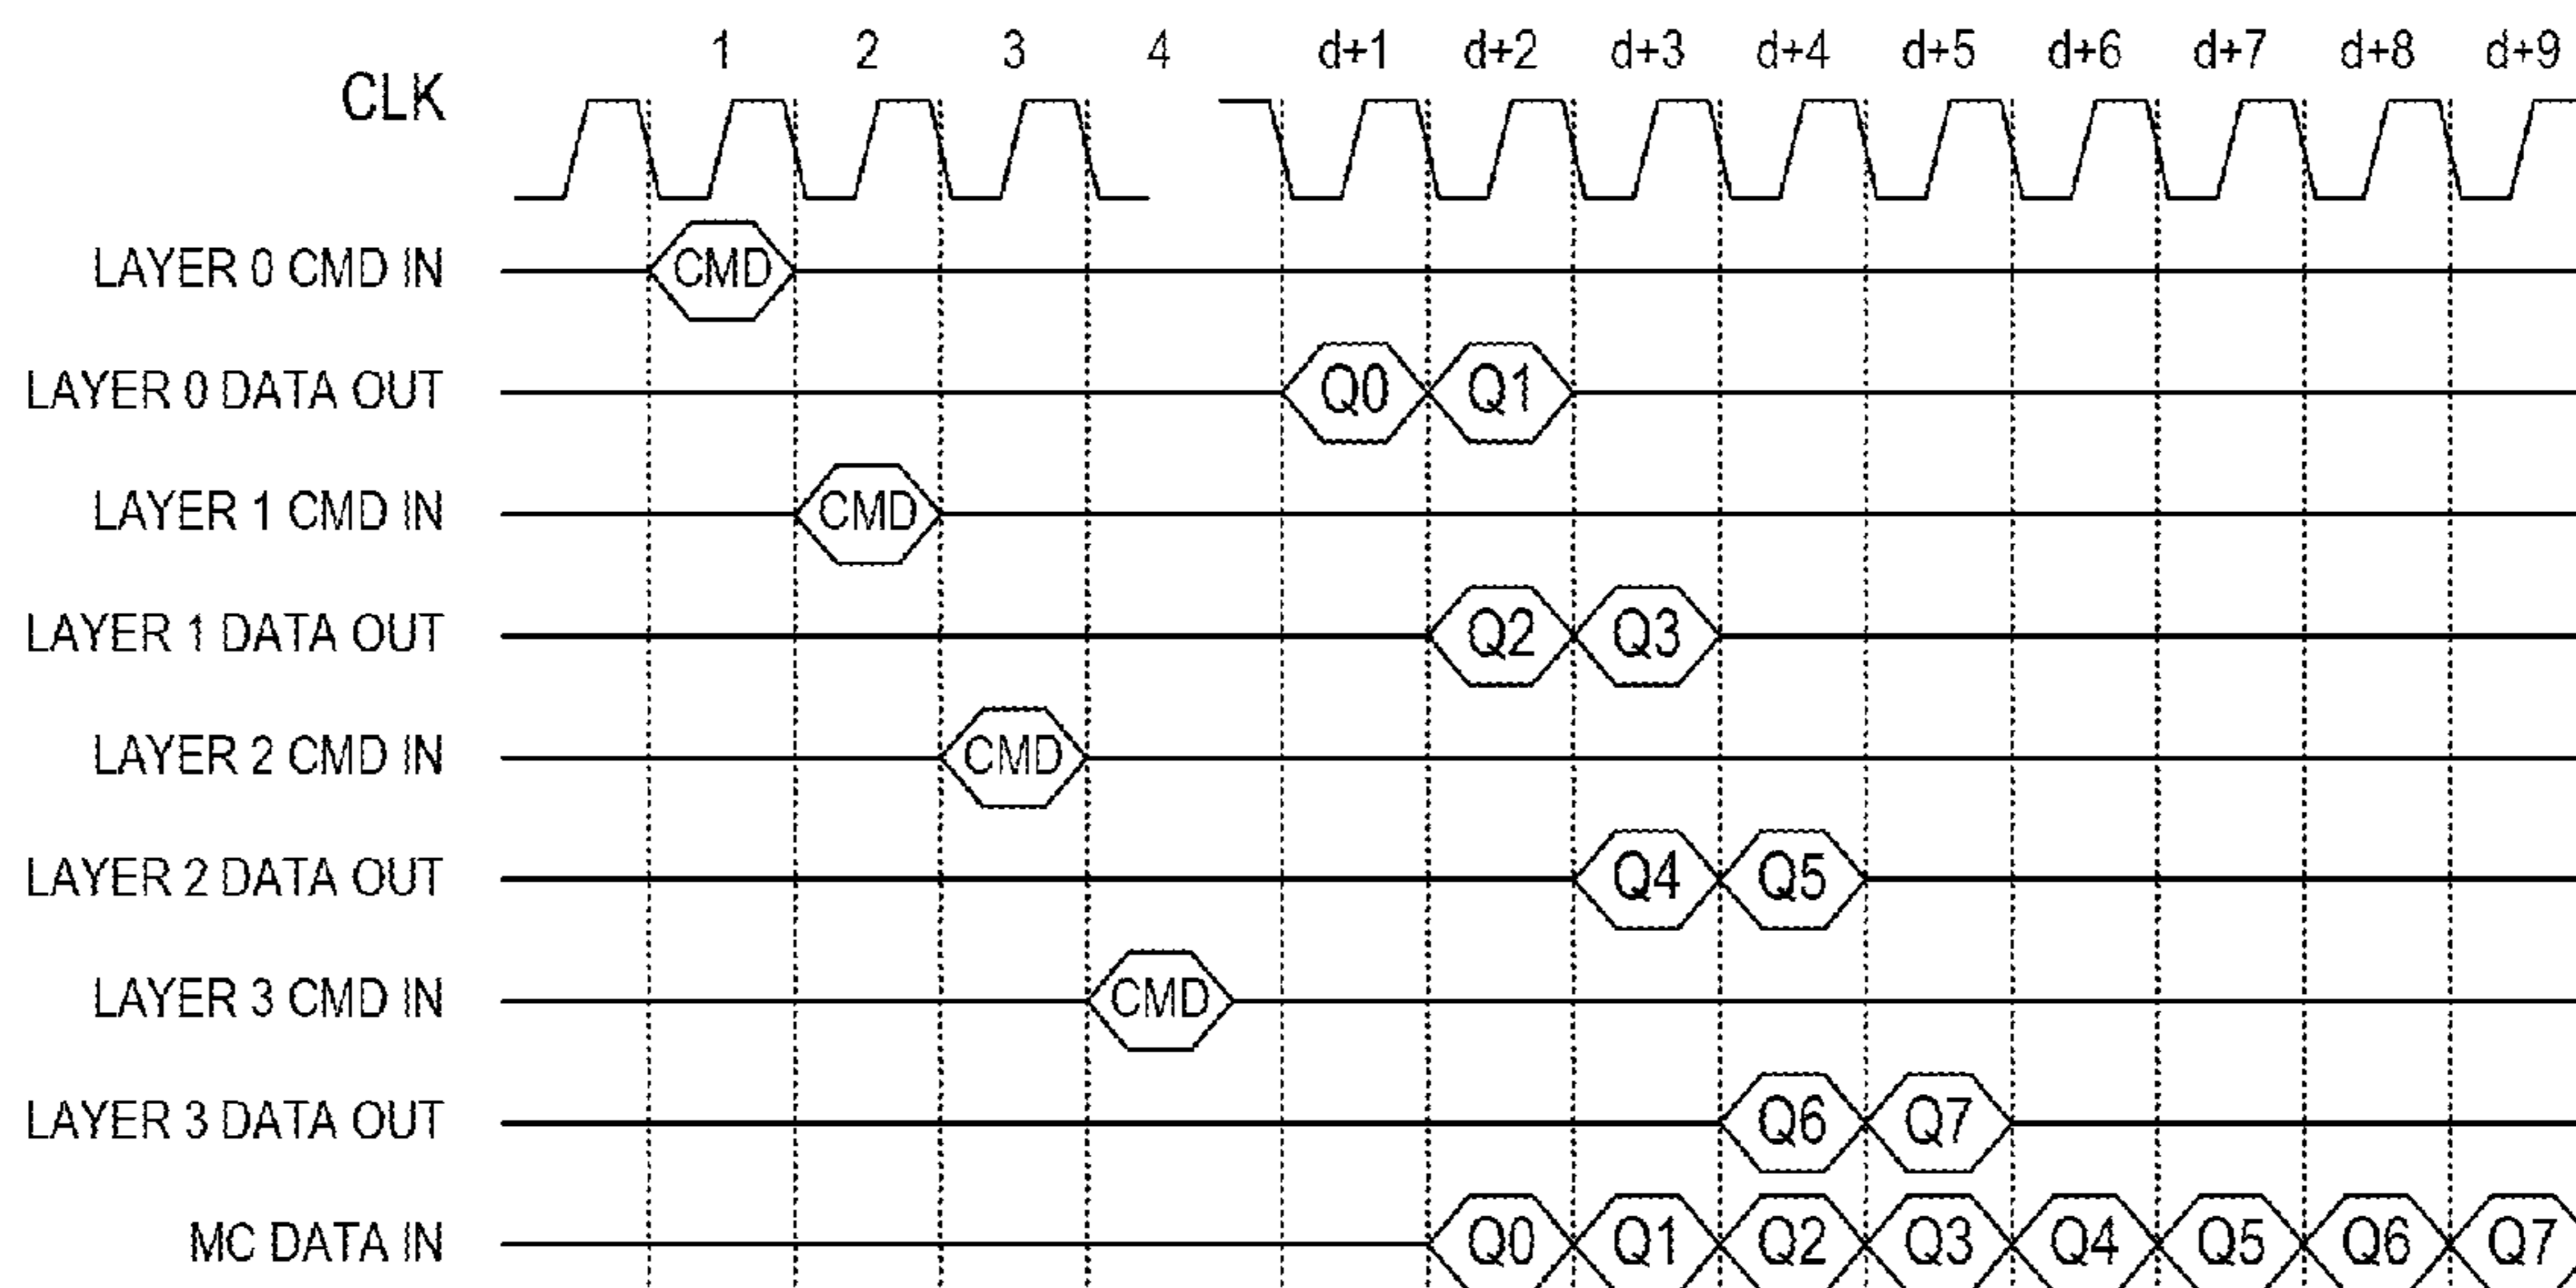 1 2 3 4 d+1 d+2 d+3 d+4 d+5 d+6 d+7 d+8 d+9
CLK
LAYER 0 CMD IN CMD
LAYER 0 DATA OUT Q0 Q1
LAYER 1 CMD IN CMD
LAYER 1 DATA OUT Q2 Q3
LAYER 2 CMD IN CMD
LAYER 2 DATA OUT Q4 Q5
LAYER 3 CMD IN CMD
LAYER 3 DATA OUT Q6 Q7
MC DATA IN Q0 Q1 Q2 Q3 Q4 Q5 Q6 Q7